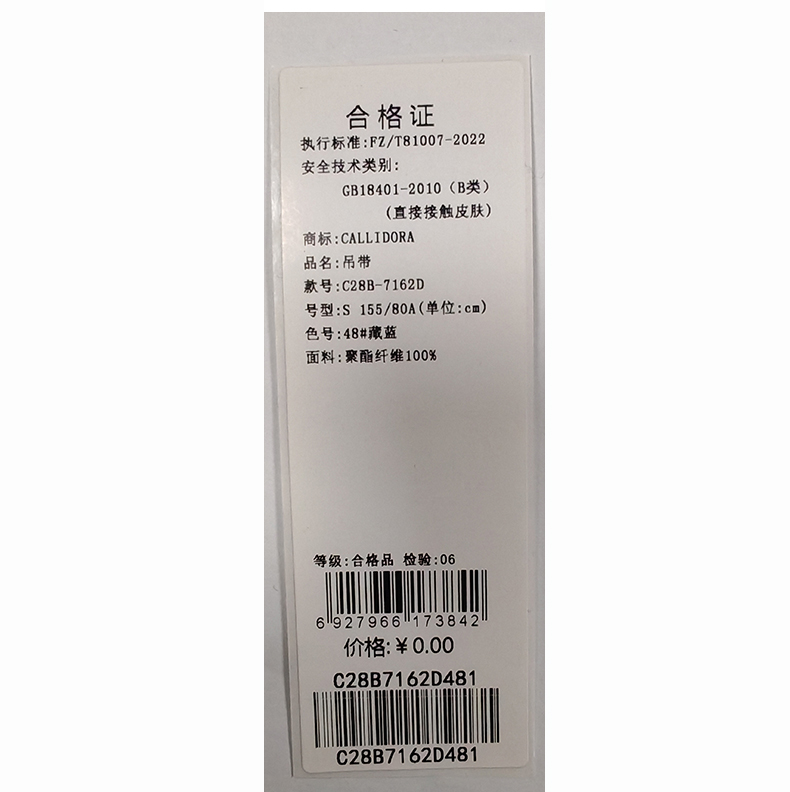 合格证
执行标准:FZ/T81007-2022
安全技术类别:
GB18401-2010（B类）
(直接接触皮肤)
商标:CALLIDORA
品名:吊带
款号:C28B-7162D
号型:S 155/80A(单位:cm)
色号:48#藏蓝
面料:聚酯纤维100%
等级:合格品 检验:06
6 927966 173842
价格:￥0.00
C28B7162D481
C28B7162D481